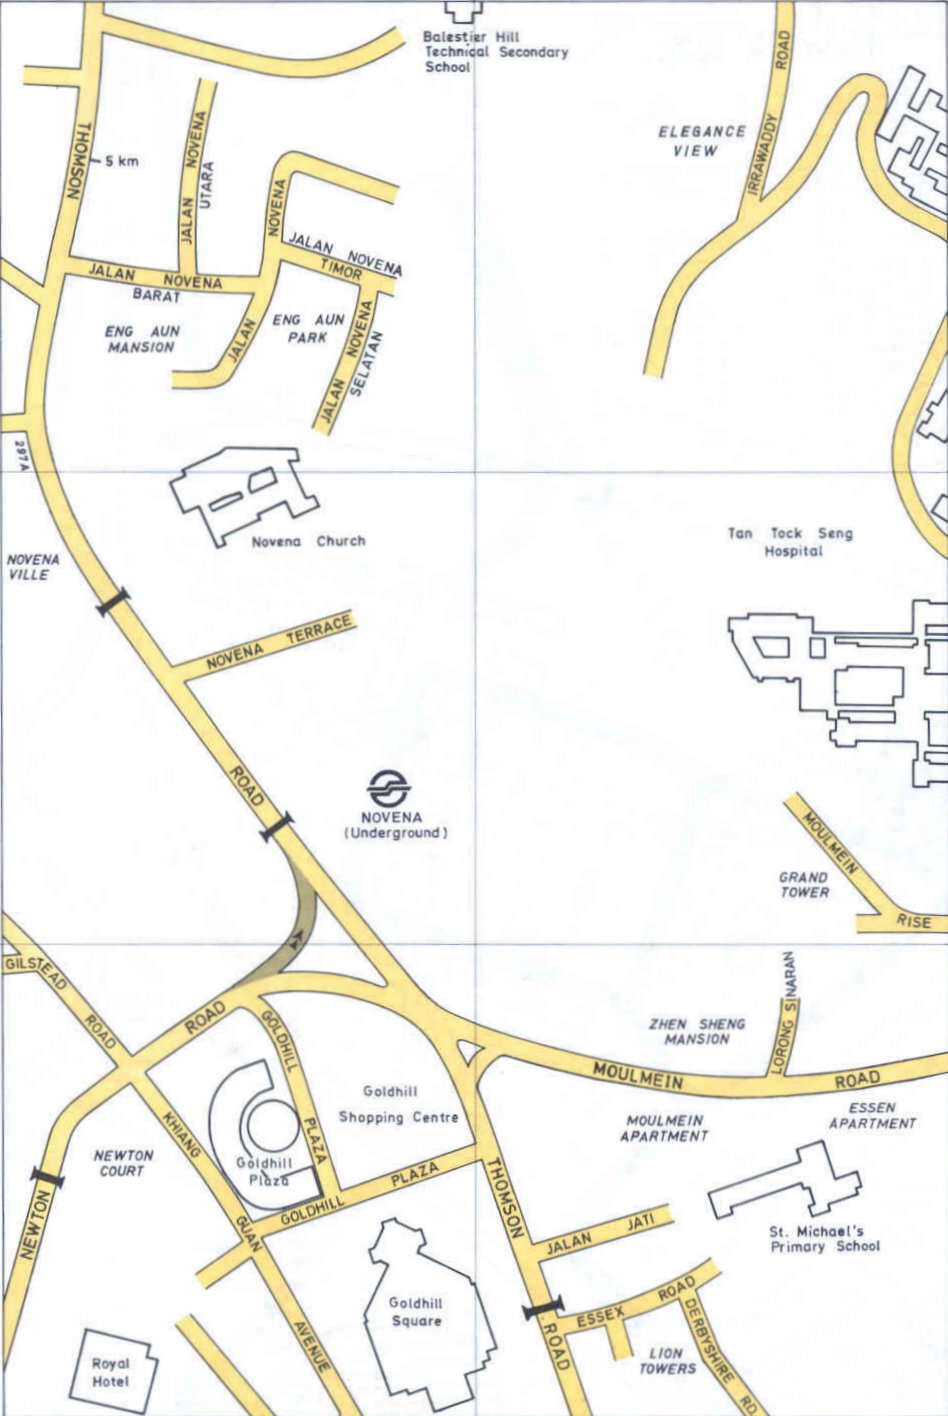 Balestier Hill
Technical Secondary
School
ROAD
IRRAWADDY
ELEGANCE
VIEW
THOMSON
5 km
JALAN NOVENA
UTARA
NOVENA
JALAN
JALAN NOVENA
TIMOR
JALAN NOVENA
BARAT
ENG AUN
MANSION
ENG AUN
PARK
JALAN NOVENA
SELATAN
297A
Novena Church
NOVENA
VILLE
Tan Tock Seng
Hospital
NOVENA TERRACE
ROAD
NOVENA
(Underground)
MOULMEIN
RISE
GRAND
TOWER
GILSTEAD
ROAD
ROAD
GOLDHILL
PLAZA
LORONG SINARAN
ZHEN SHENG
MANSION
MOULMEIN
ROAD
Goldhill
Shopping Centre
MOULMEIN
APARTMENT
ESSEN
APARTMENT
KHIANG
GUAN
AVENUE
NEWTON
COURT
Goldhill
Plaza
GOLDHILL
PLAZA
NEWTON
THOMSON
ROAD
JALAN JATI
St. Michael's
Primary School
Goldhill
Square
ESSEX ROAD
DERBYSHIRE RD
LION
TOWERS
Royal
Hotel